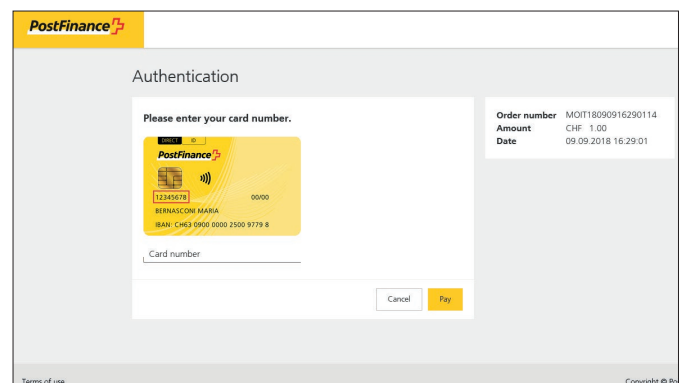 PostFinance
Authentication
Please enter your card number.
DIRECT ID
PostFinance
12345678 00/00
BERNASCONI MARIA
IBAN: CH63 0900 0000 2500 9779 8
Card number
Cancel Pay
Order number MOIT18090916290114
Amount CHF 1.00
Date 09.09.2018 16:29:01
Terms of use Copyright © Po